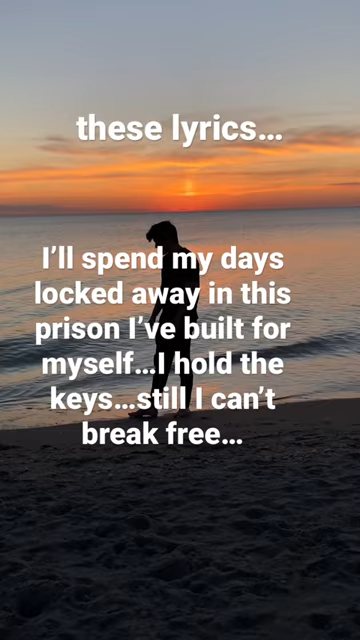 these lyrics…
I’ll spend my days
locked away in this
prison I’ve built for
myself…I hold the
keys…still I can’t
break free…